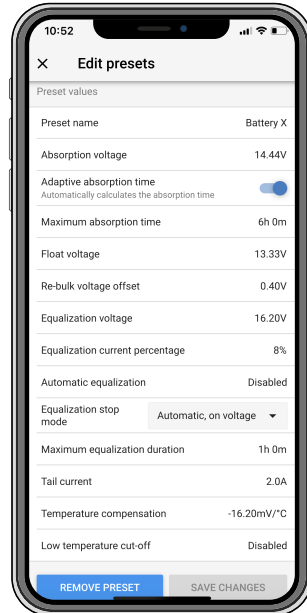 10:52
× Edit presets
Preset values
Preset name Battery X
Absorption voltage 14.44V
Adaptive absorption time
Automatically calculates the absorption time
Maximum absorption time 6h 0m
Float voltage 13.33V
Re-bulk voltage offset 0.40V
Equalization voltage 16.20V
Equalization current percentage 8%
Automatic equalization Disabled
Equalization stop mode Automatic, on voltage
Maximum equalization duration 1h 0m
Tail current 2.0A
Temperature compensation -16.20mV/°C
Low temperature cut-off Disabled
REMOVE PRESET SAVE CHANGES